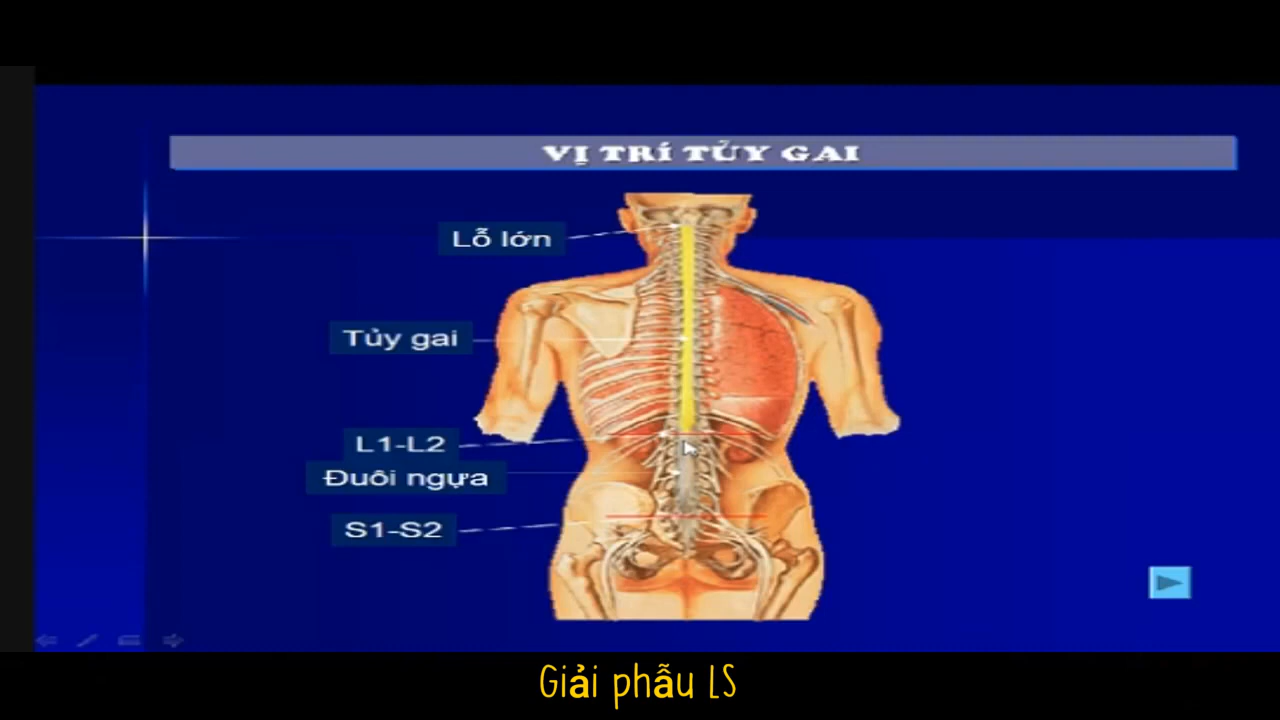 VỊ TRÍ TỦY GAI
Lỗ lớn
Tủy gai
L1-L2
Đuôi ngựa
S1-S2
Giải phẫu LS